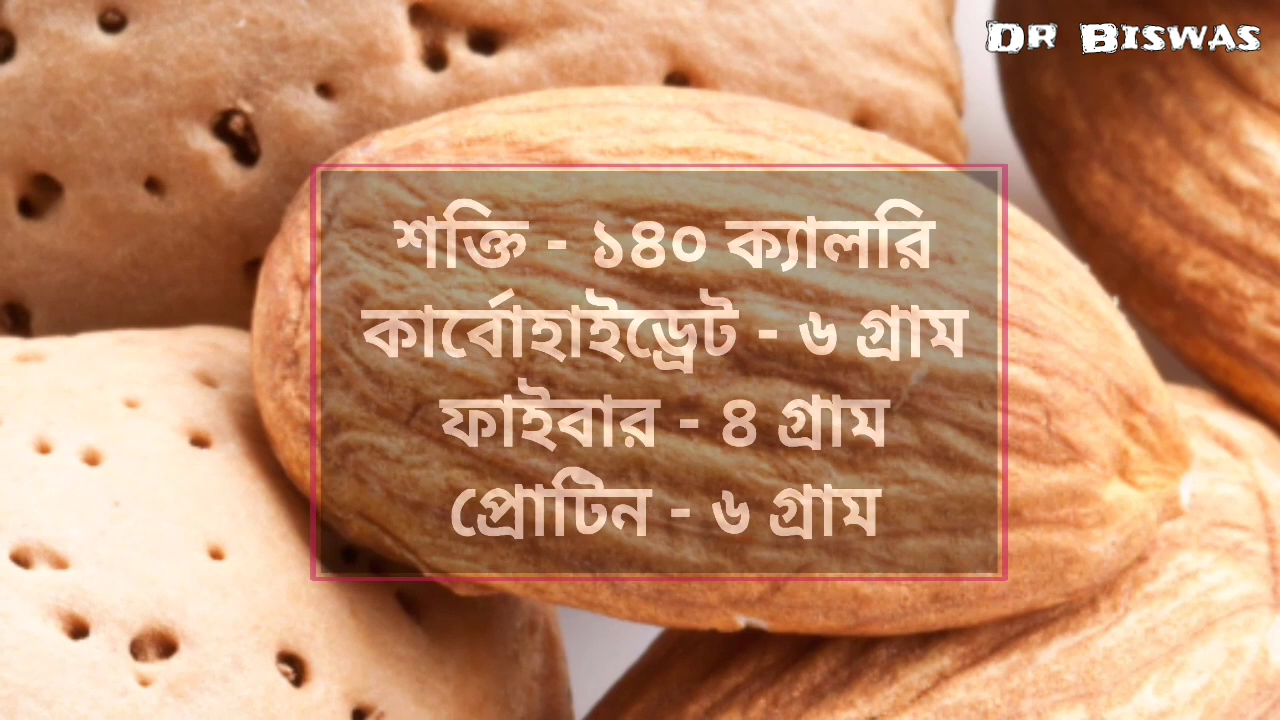 DR BISWAS
শক্তি - ১৪০ ক্যালরি
কার্বোহাইড্রেট - ৬ গ্রাম
ফাইবার - ৪ গ্রাম
প্রোটিন - ৬ গ্রাম